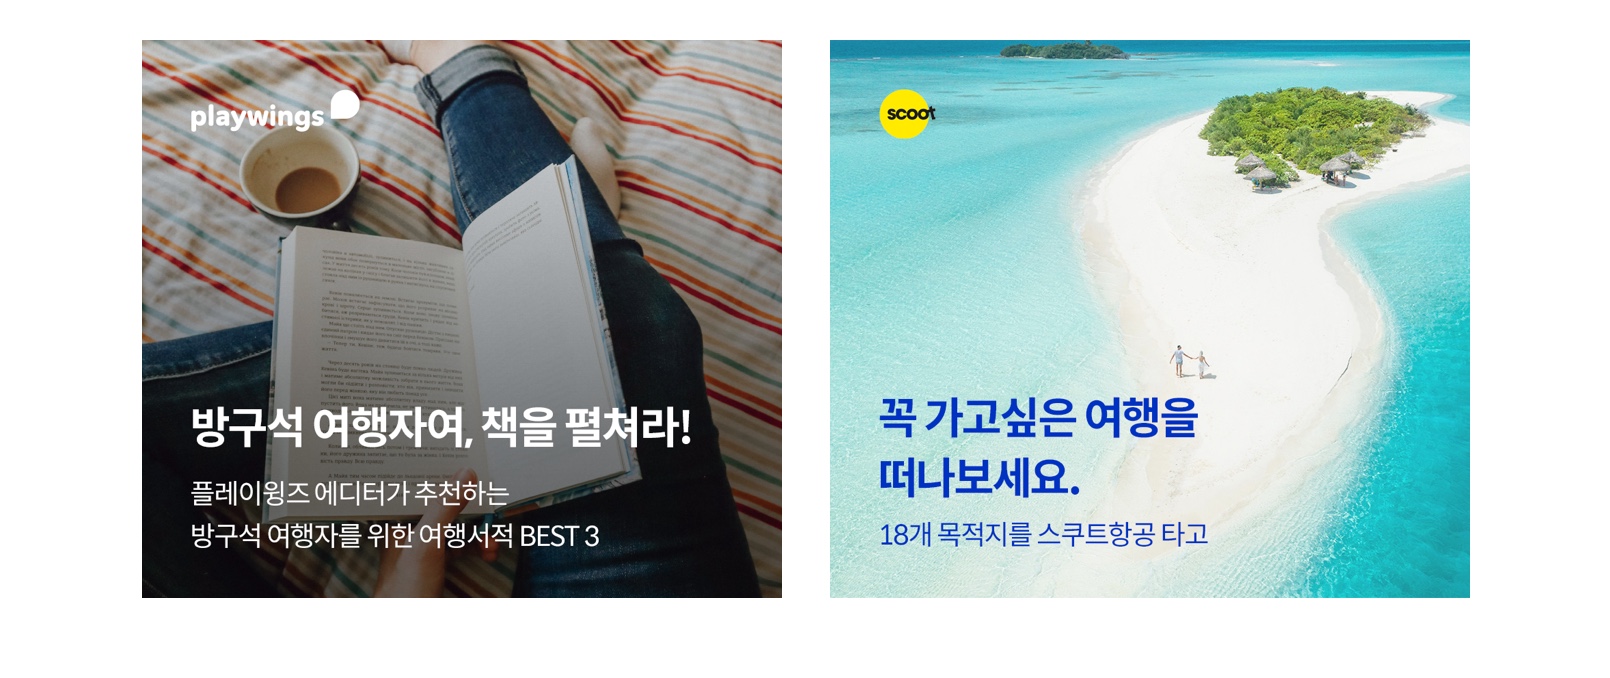 playwings
방구석 여행자여, 책을 펼쳐라!
플레이윙즈 에디터가 추천하는
방구석 여행자를 위한 여행서적 BEST 3
scoot
꼭 가고싶은 여행을
떠나보세요.
18개 목적지를 스쿠트항공 타고